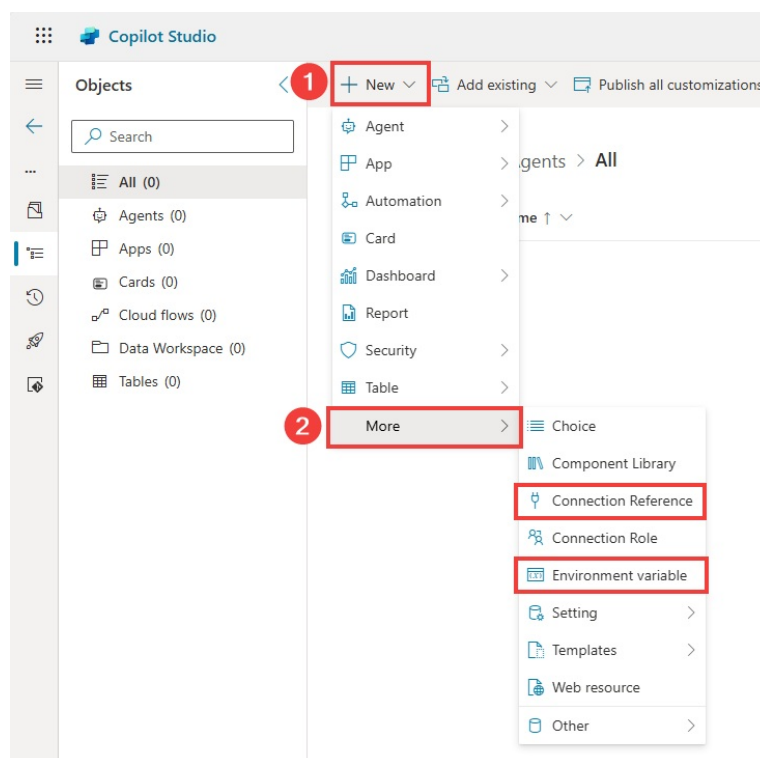 Copilot Studio
Objects
1
New
Add existing
Publish all customizations
Search
All (0)
Agents (0)
Apps (0)
Cards (0)
Cloud flows (0)
Data Workspace (0)
Tables (0)
Agent
App
Automation
Card
Dashboard
Report
Security
Table
2
More
gents > All
me ↑
Choice
Component Library
Connection Reference
Connection Role
Environment variable
Setting
Templates
Web resource
Other